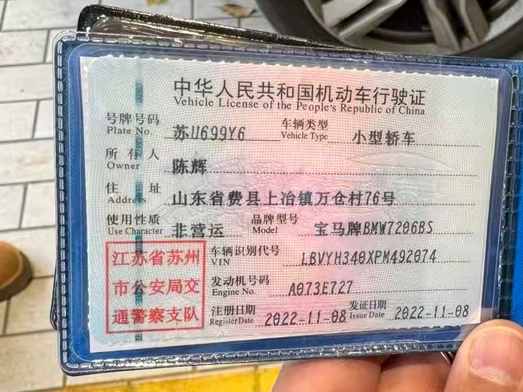 中华人民共和国机动车行驶证
Vehicle License of the People's Republic of China
号牌号码 Plate No. 苏U699Y6 车辆类型 Vehicle Type 小型轿车
所有人 Owner 陈辉
住址 Address 山东省费县上冶镇万仓村76号
使用性质 Use Character 非营运 品牌型号 Model 宝马牌BMW7206BS
江苏省苏州
市公安局交
通警察支队
车辆识别代号 VIN LBVYH340XPM492074
发动机号码 Engine No. A073E727
注册日期 Register Date 2022-11-08 发证日期 Issue Date 2022-11-08